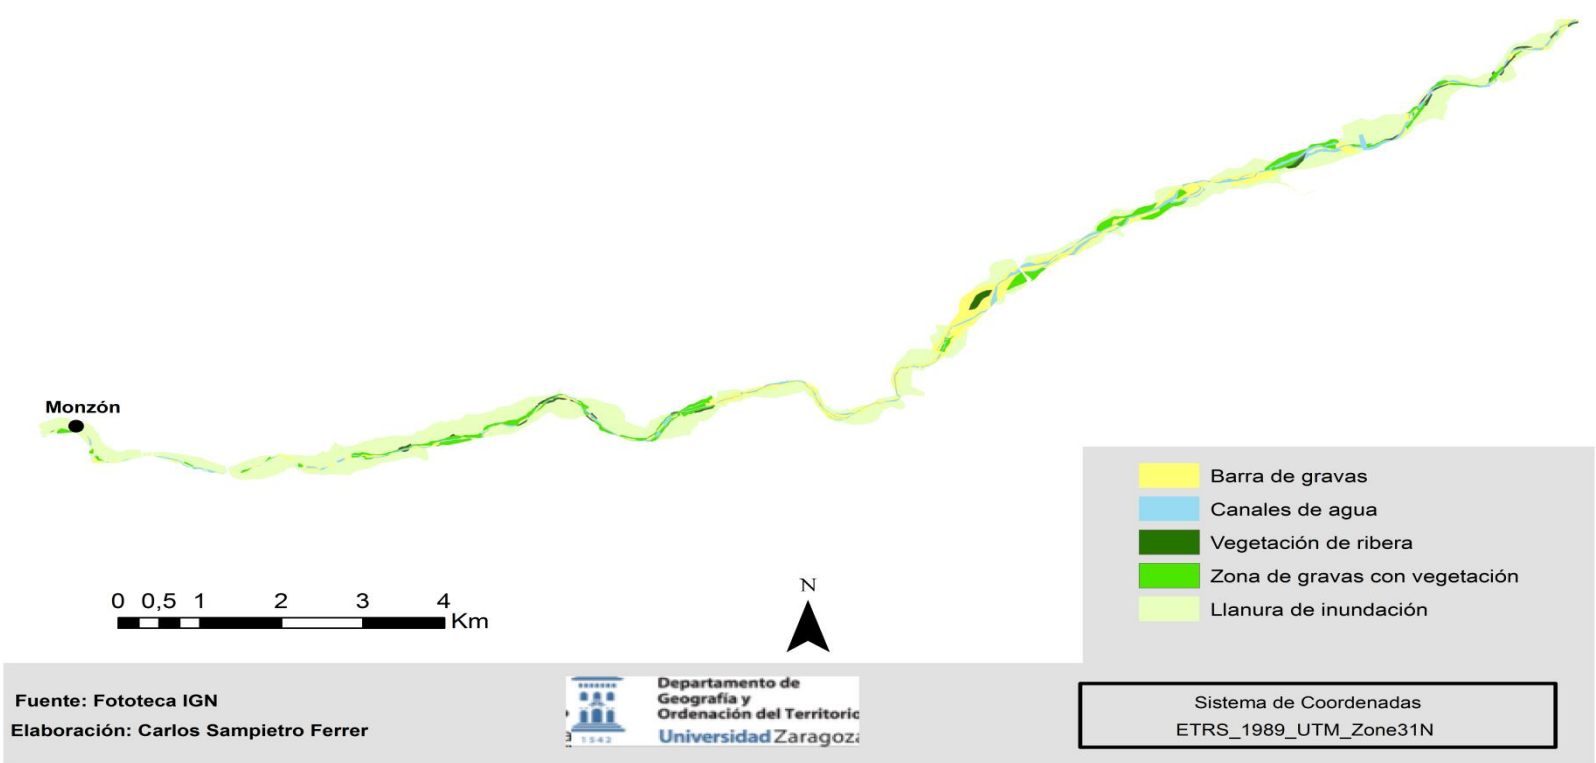 Monzón
Barra de gravas
Canales de agua
Vegetación de ribera
Zona de gravas con vegetación
Llanura de inundación
0 0,5 1 2 3 4
Km
N
Fuente: Fototeca IGN
Elaboración: Carlos Sampietro Ferrer
1542
Departamento de
Geografía y
Ordenación del Territorio
Universidad Zaragoza
Sistema de Coordenadas
ETRS_1989_UTM_Zone31N